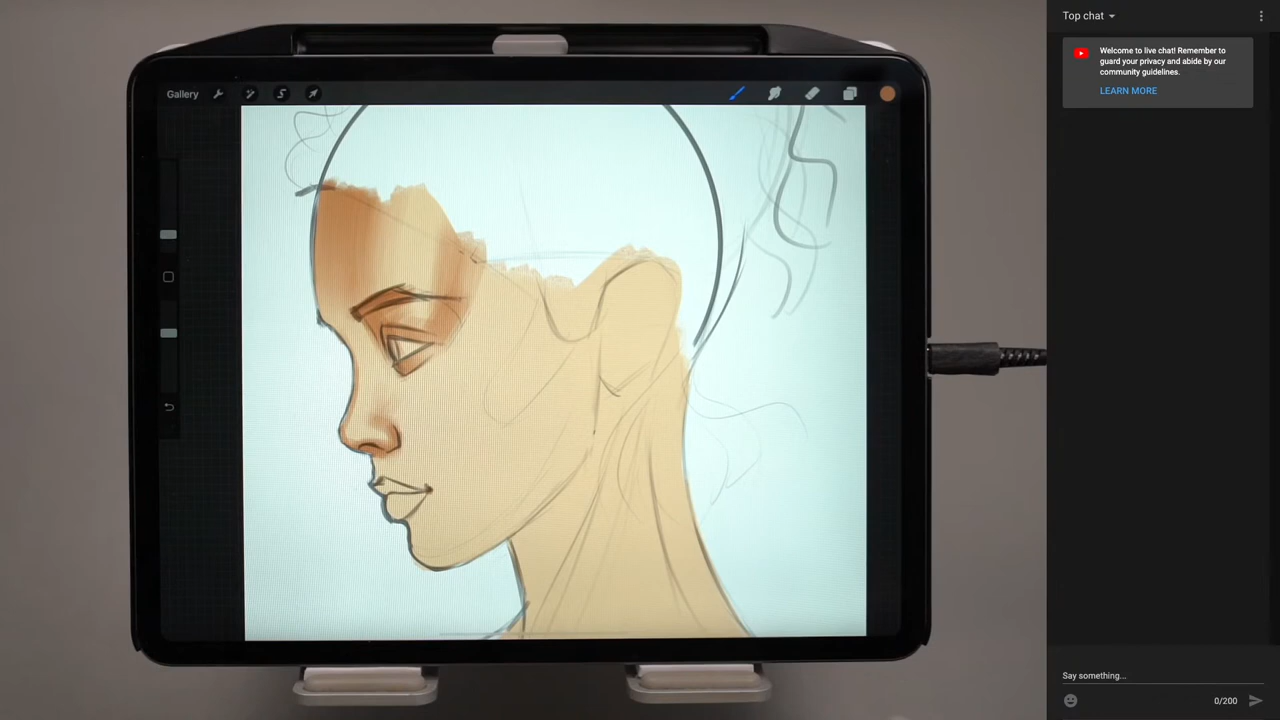 Gallery
Top chat
Welcome to live chat! Remember to
guard your privacy and abide by our
community guidelines.
LEARN MORE
Say something...
0/200